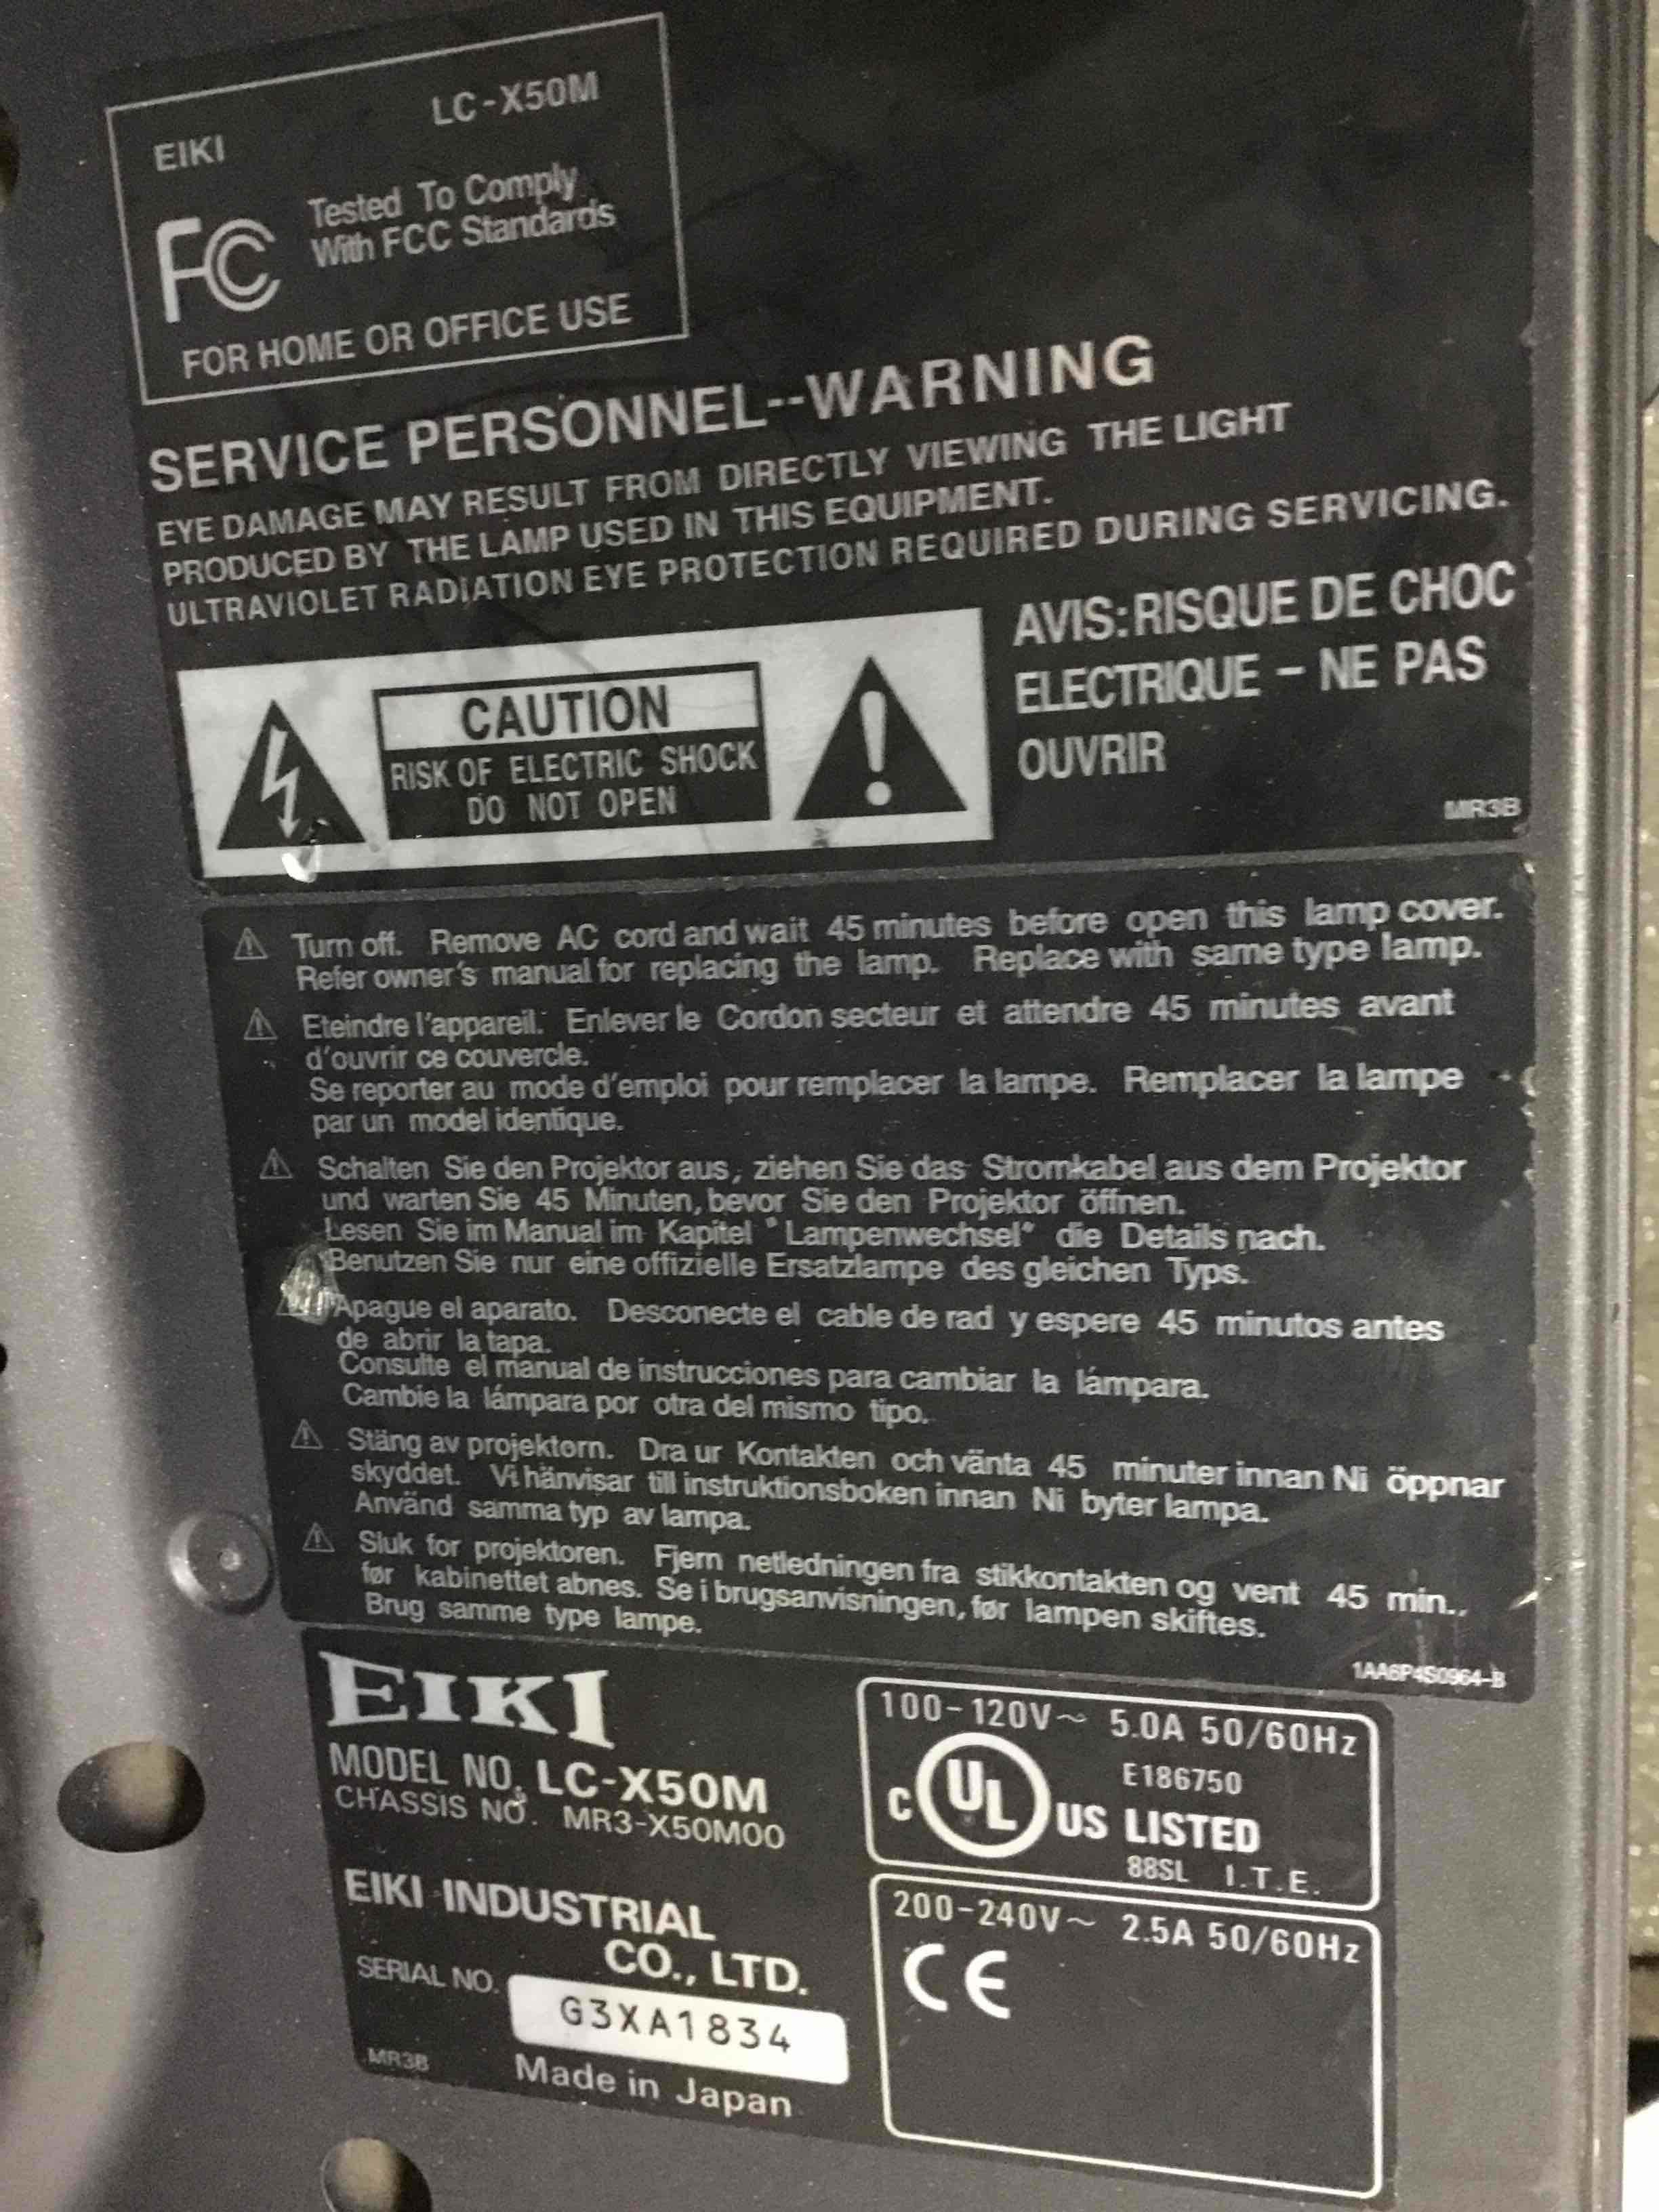 EIKI LC-X50M
FC Tested To Comply
With FCC Standards
FOR HOME OR OFFICE USE
SERVICE PERSONNEL--WARNING
EYE DAMAGE MAY RESULT FROM DIRECTLY VIEWING THE LIGHT
PRODUCED BY THE LAMP USED IN THIS EQUIPMENT.
ULTRAVIOLET RADIATION EYE PROTECTION REQUIRED DURING SERVICING.
CAUTION
RISK OF ELECTRIC SHOCK
DO NOT OPEN
AVIS:RISQUE DE CHOC
ELECTRIQUE - NE PAS
OUVRIR
MR3B
Turn off. Remove AC cord and wait 45 minutes before open this lamp cover.
Refer owner's manual for replacing the lamp. Replace with same type lamp.
Eteindre l'appareil. Enlever le Cordon secteur et attendre 45 minutes avant
d'ouvrir ce couvercle.
Se reporter au mode d'emploi pour remplacer la lampe. Remplacer la lampe
par un model identique.
Schalten Sie den Projektor aus, ziehen Sie das Stromkabel aus dem Projektor
und warten Sie 45 Minuten, bevor Sie den Projektor öffnen.
Lesen Sie im Manual im Kapitel "Lampenwechsel" die Details nach.
Benutzen Sie nur eine offizielle Ersatzlampe des gleichen Typs.
Apague el aparato. Desconecte el cable de rad y espere 45 minutos antes
de abrir la tapa.
Consulte el manual de instrucciones para cambiar la lámpara.
Cambie la lámpara por otra del mismo tipo.
Stäng av projektorn. Dra ur Kontakten och vänta 45 minuter innan Ni öppnar
skyddet. Vi hänvisar till instruktionsboken innan Ni byter lampa.
Använd samma typ av lampa.
Sluk for projektoren. Fjern netledningen fra stikkontakten og vent 45 min.,
før kabinettet abnes. Se i brugsanvisningen, før lampen skiftes.
Brug samme type lampe.
1AA6P4S0964-B
EIKI
MODEL NO. LC-X50M
CHASSIS NO. MR3-X50M00
EIKI INDUSTRIAL
CO., LTD.
SERIAL NO. G3XA1834
MR3B Made in Japan
100-120V~ 5.0A 50/60Hz
E186750
C UL US LISTED
88SL I.T.E.
200-240V~ 2.5A 50/60Hz
CE